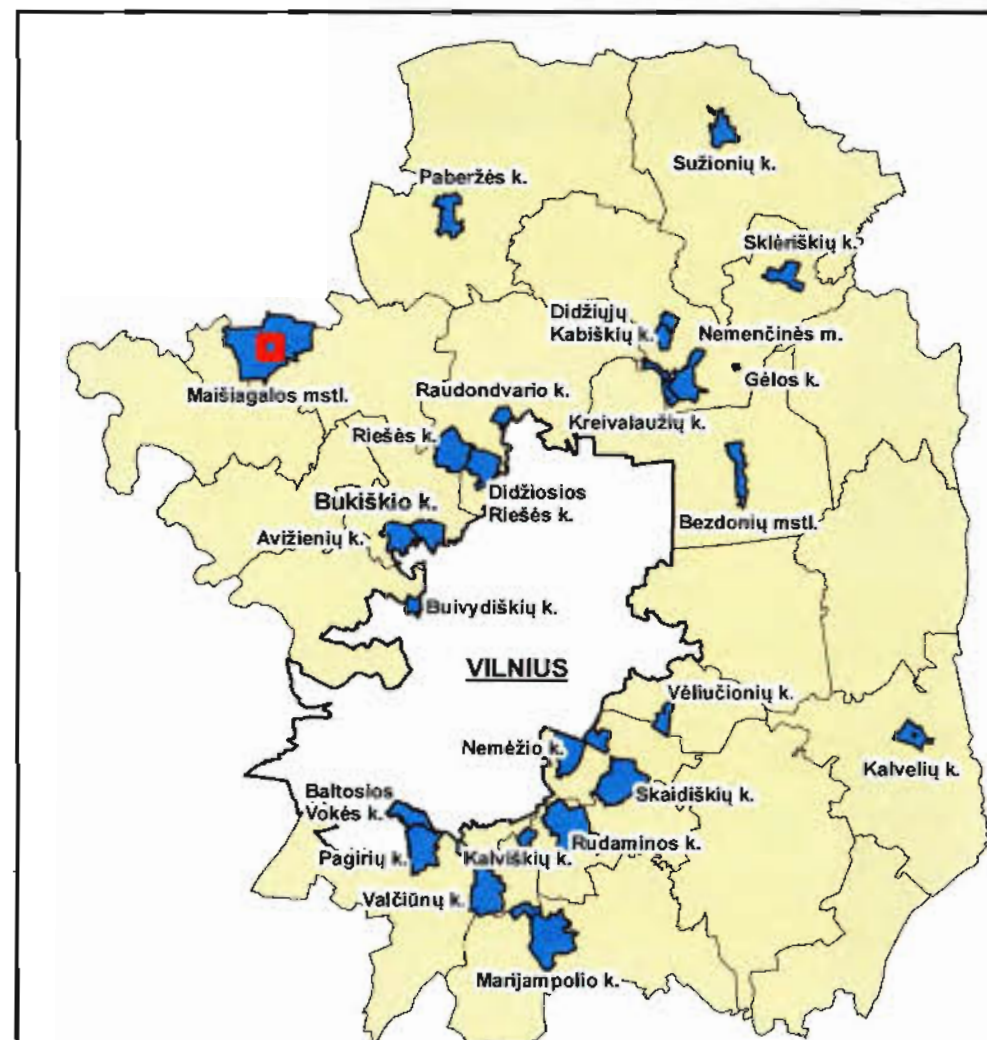 Sužionių k.
Paberžės k.
Sklėriškių k.
Didžiųjų
Kabiškių k.
Nemenčinės m.
Gėlos k.
Maišiagalos mstl.
Raudondvario k.
Kreivalaužių k.
Riešės k.
Didžiosios
Riešės k.
Bukiškio k.
Bezdonių mstl.
Avižienių k.
Buivydiškių k.
VILNIUS
Vėliučionių k.
Nemėžio k.
Kalvelių k.
Skaidiškių k.
Baltosios
Vokės k.
Rudaminos k.
Pagirių k.
Kalviškių k.
Valčiūnų k.
Marijampolio k.